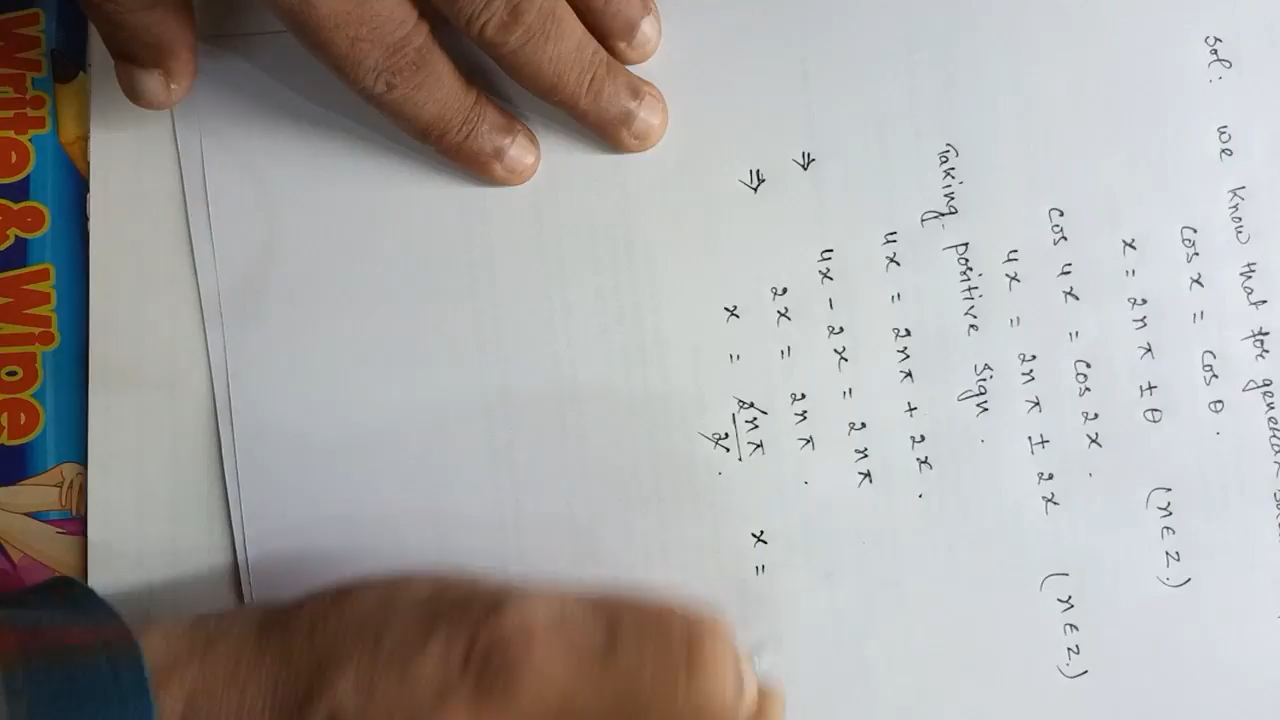 Sol: we know that for general
cos x = cos θ.
x = 2nπ ± θ (n ∈ Z.)
cos 4x = cos 2x.
4x = 2nπ ± 2x (n ∈ Z.)
Taking positive sign.
4x = 2nπ + 2x.
⇒ 4x - 2x = 2nπ
2x = 2nπ.
⇒ x = 2nπ/2. x =
Write & Wipe